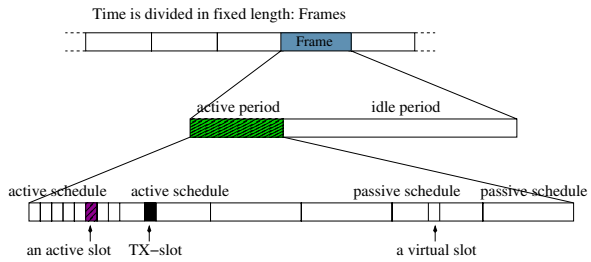 Time is divided in fixed length: Frames
Frame
active period
idle period
active schedule
active schedule
passive schedule
passive schedule
an active slot
TX−slot
a virtual slot